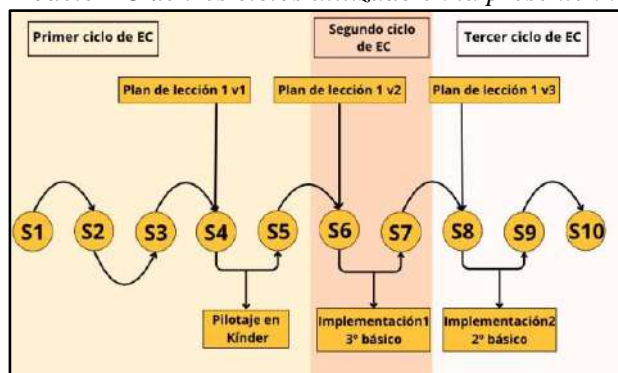 Primer ciclo de EC
Segundo ciclo
de EC
Tercer ciclo de EC
Plan de lección 1 v1
Plan de lección 1 v2
Plan de lección 1 v3
S1
S2
S3
S4
S5
S6
S7
S8
S9
S10
Pilotaje en
Kínder
Implementación1
3º básico
Implementación2
2º básico